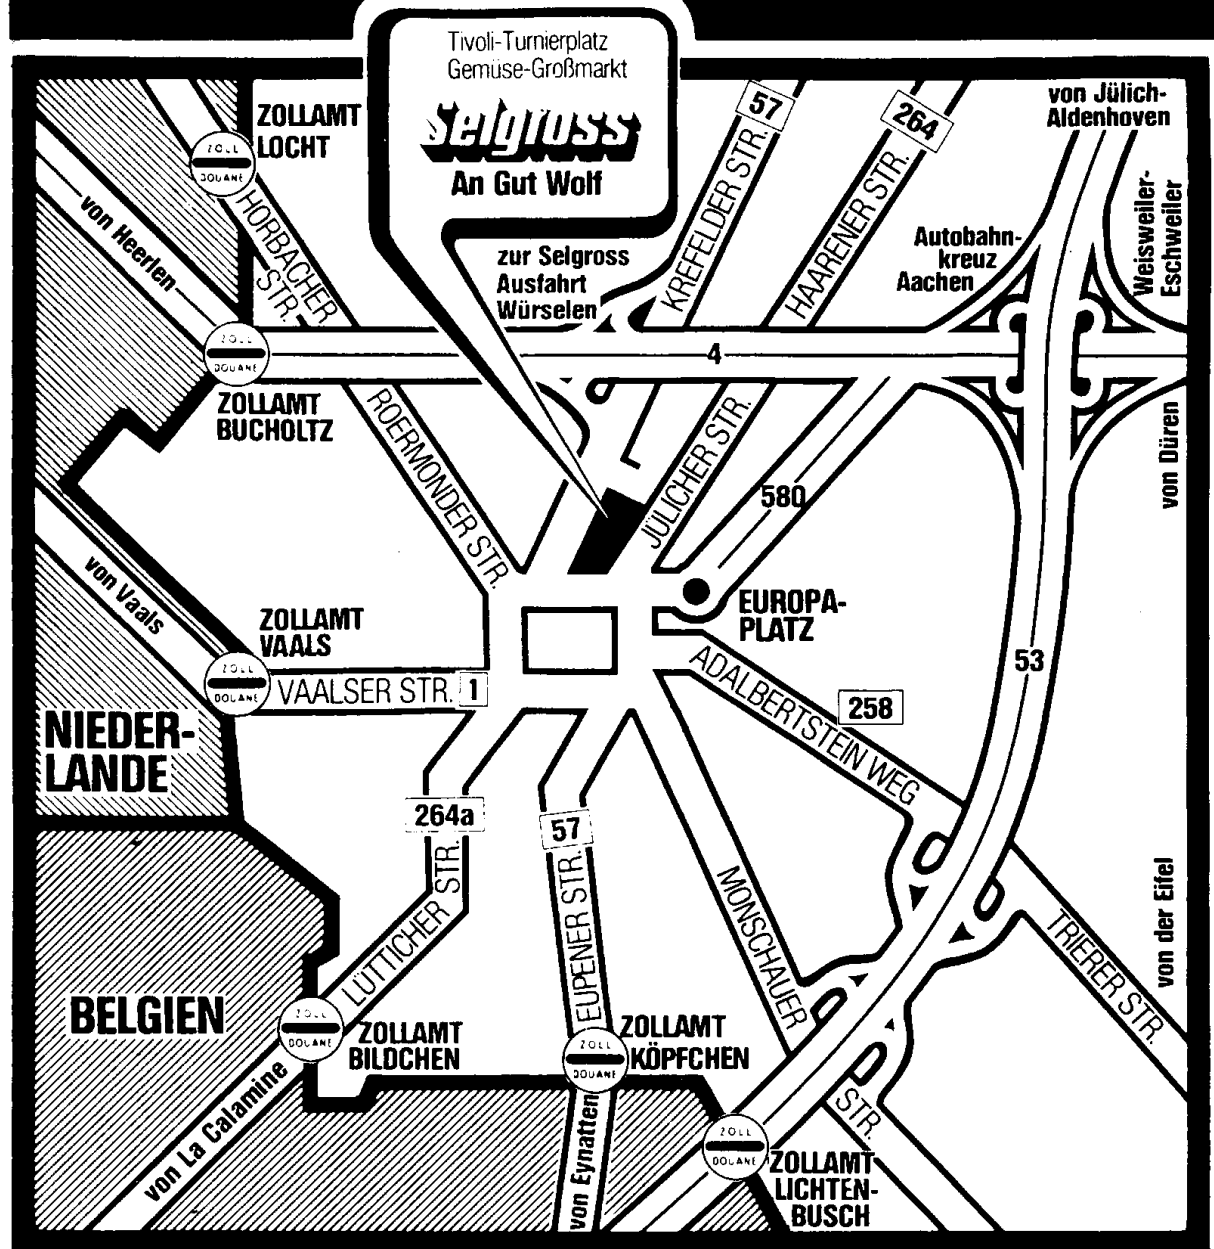 Tivoli-Turnierplatz
Gemüse-Großmarkt
Selgross
An Gut Wolf
ZOLLAMT
LOCHT
ZOLL
DOUANE
57
264
von Jülich-
Aldenhoven
KREFELDER STR.
HAARENER STR.
Weisweiler-
Eschweiler
von Heerlen
HORBACHER
STR.
zur Selgross
Ausfahrt
Würselen
Autobahn-
kreuz
Aachen
ZOLL
DOUANE
4
ZOLLAMT
BUCHOLTZ
ROERMONDER STR.
JÜLICHER STR.
580
von Düren
von Vaals
ZOLLAMT
VAALS
EUROPA-
PLATZ
ZOLL
DOUANE
VAALSER STR.
1
ADALBERTSTEIN WEG
258
53
NIEDER-
LANDE
264a
57
LÜTTICHER STR.
EUPENER STR.
MONSCHAUER
STR.
TRIERER STR.
von der Eifel
BELGIEN
ZOLL
DOUANE
ZOLLAMT
BILDCHEN
ZOLL
DOUANE
ZOLLAMT
KÖPFCHEN
von La Calamine
von Eynatten
ZOLL
DOUANE
ZOLLAMT
LICHTEN-
BUSCH